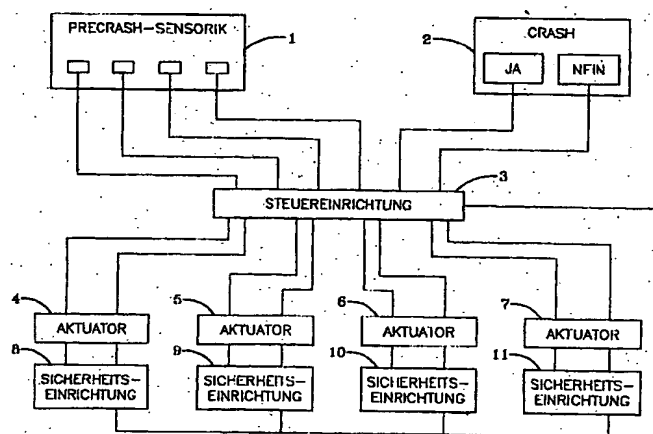 PRECRASH-SENSORIK
1
2
CRASH
JA
NFIN
3
STEUEREINRICHTUNG
4
AKTUATOR
5
AKTUATOR
6
AKTUATOR
7
AKTUATOR
8
SICHERHEITS-
EINRICHTUNG
9
SICHERHEITS-
EINRICHTUNG
10
SICHERHEITS-
EINRICHTUNG
11
SICHERHEITS-
EINRICHTUNG